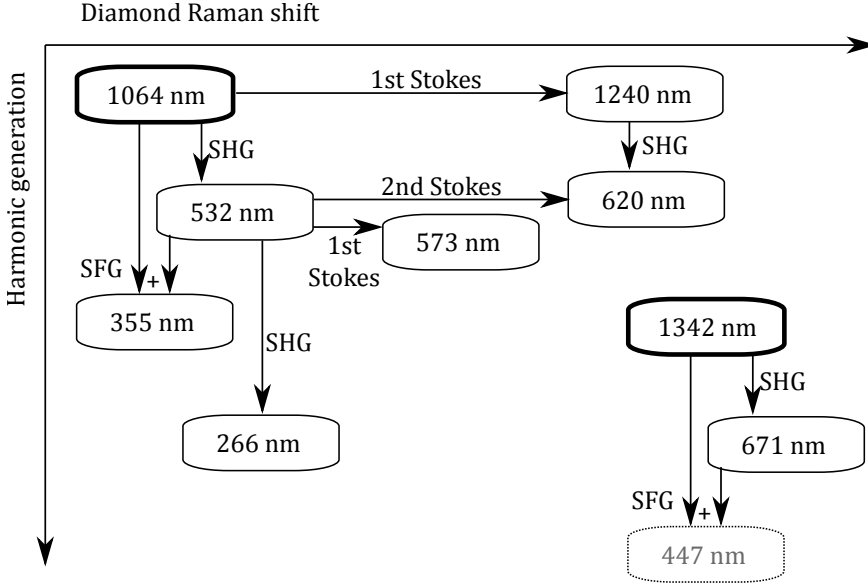 Diamond Raman shift
Harmonic generation
1064 nm
1st Stokes
1240 nm
SHG
SHG
532 nm
2nd Stokes
620 nm
1st
Stokes
573 nm
SFG
+
355 nm
SHG
266 nm
1342 nm
SHG
671 nm
SFG
+
447 nm